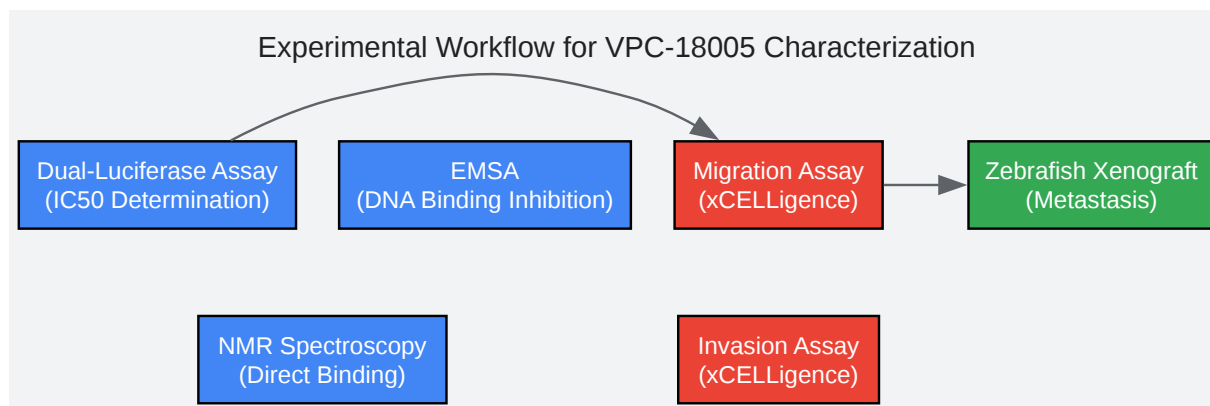 Experimental Workflow for VPC-18005 Characterization
Dual-Luciferase Assay
(IC50 Determination)
EMSA
(DNA Binding Inhibition)
Migration Assay
(xCELLigence)
Zebrafish Xenograft
(Metastasis)
NMR Spectroscopy
(Direct Binding)
Invasion Assay
(xCELLigence)